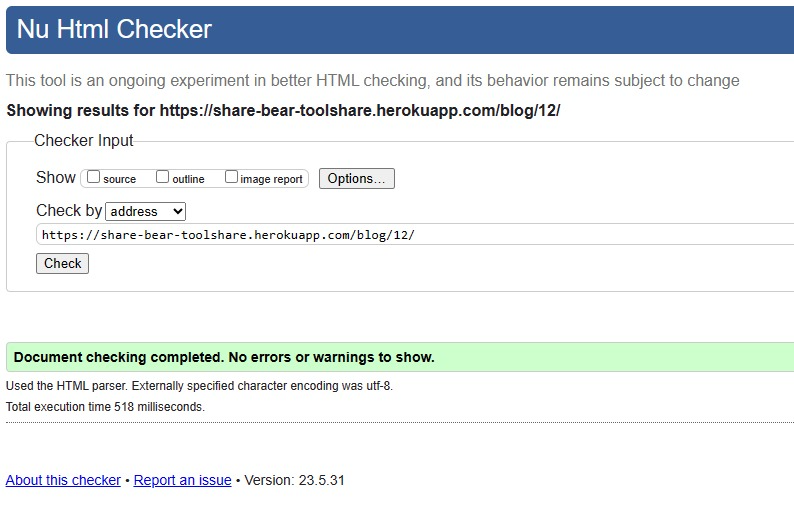 Nu Html Checker
This tool is an ongoing experiment in better HTML checking, and its behavior remains subject to change
Showing results for https://share-bear-toolshare.herokuapp.com/blog/12/
Checker Input
Show source outline image report Options...
Check by address
https://share-bear-toolshare.herokuapp.com/blog/12/
Check
Document checking completed. No errors or warnings to show.
Used the HTML parser. Externally specified character encoding was utf-8.
Total execution time 518 milliseconds.
About this checker • Report an issue • Version: 23.5.31